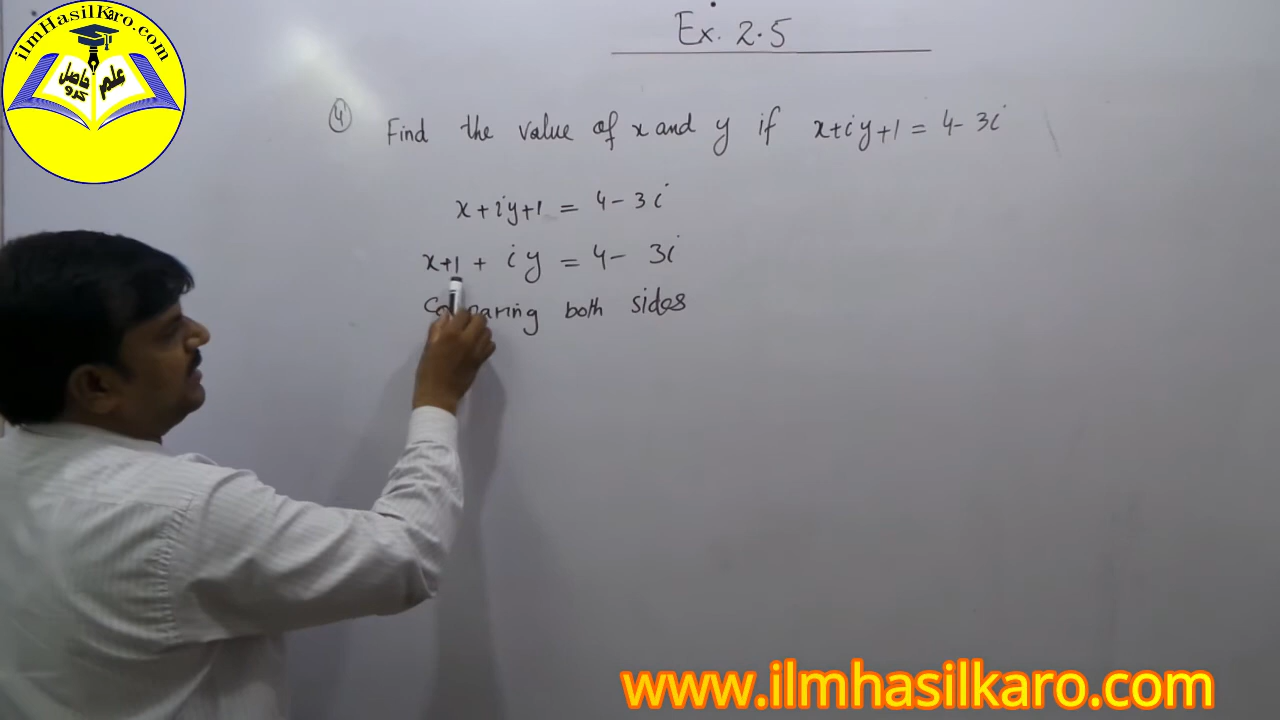 ilmHasilKaro.com
علم حاصل کرو
Ex. 2.5
④ Find the value of x and y if x+iy+1 = 4-3i
x+iy+1 = 4-3i
x+1 + iy = 4- 3i
both sides
www.ilmhasilkaro.com